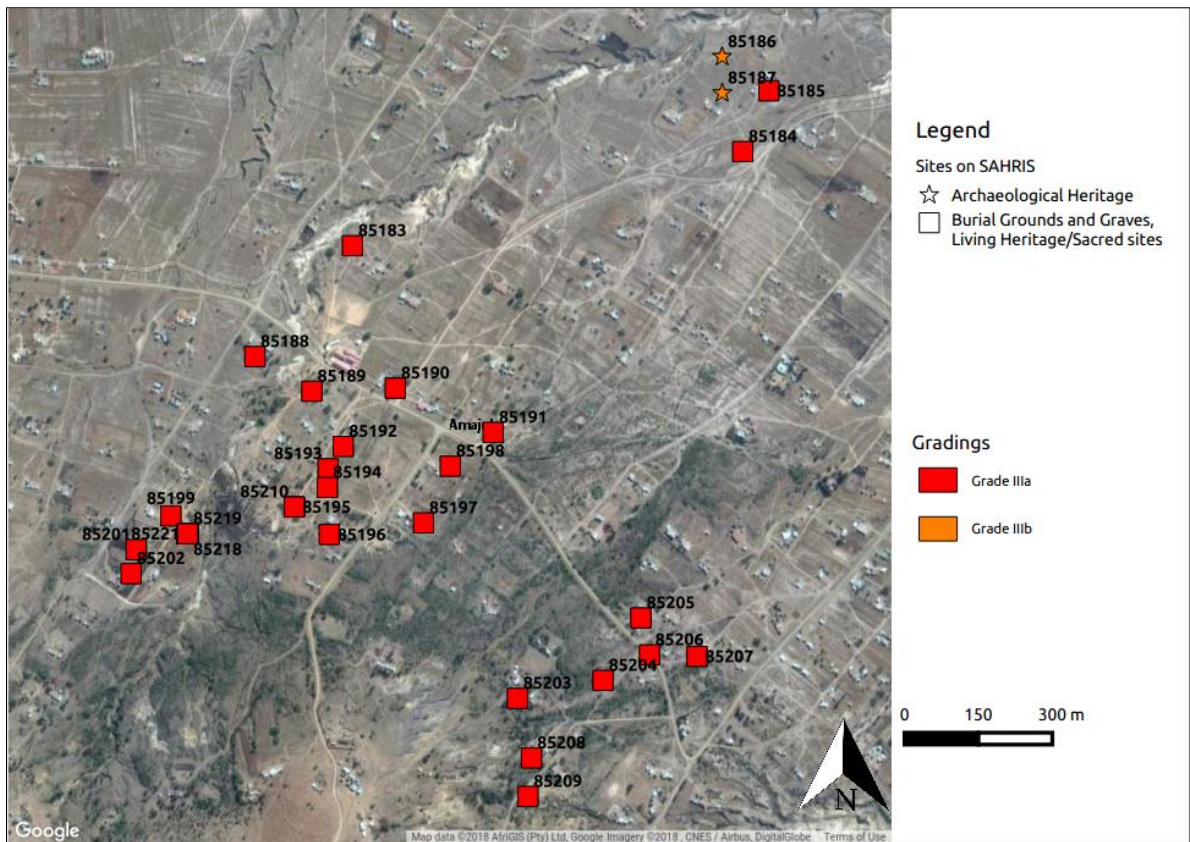 85186
85187
85185
85184
85183
85188
85189
85190
85191
85192
85198
85193
85194
85210
85195
85197
85199
85219
85196
85201
85221
85218
85202
85205
85206
85207
85204
85203
85208
85209
Google
Map data ©2018 AfriGIS (Pty) Ltd, Google Imagery ©2018 , CNES / Airbus, DigitalGlobe
Terms of Use
Legend
Sites on SAHRIS
Archaeological Heritage
Burial Grounds and Graves,
Living Heritage/Sacred sites
Gradings
Grade IIIa
Grade IIIb
0 150 300 m
N